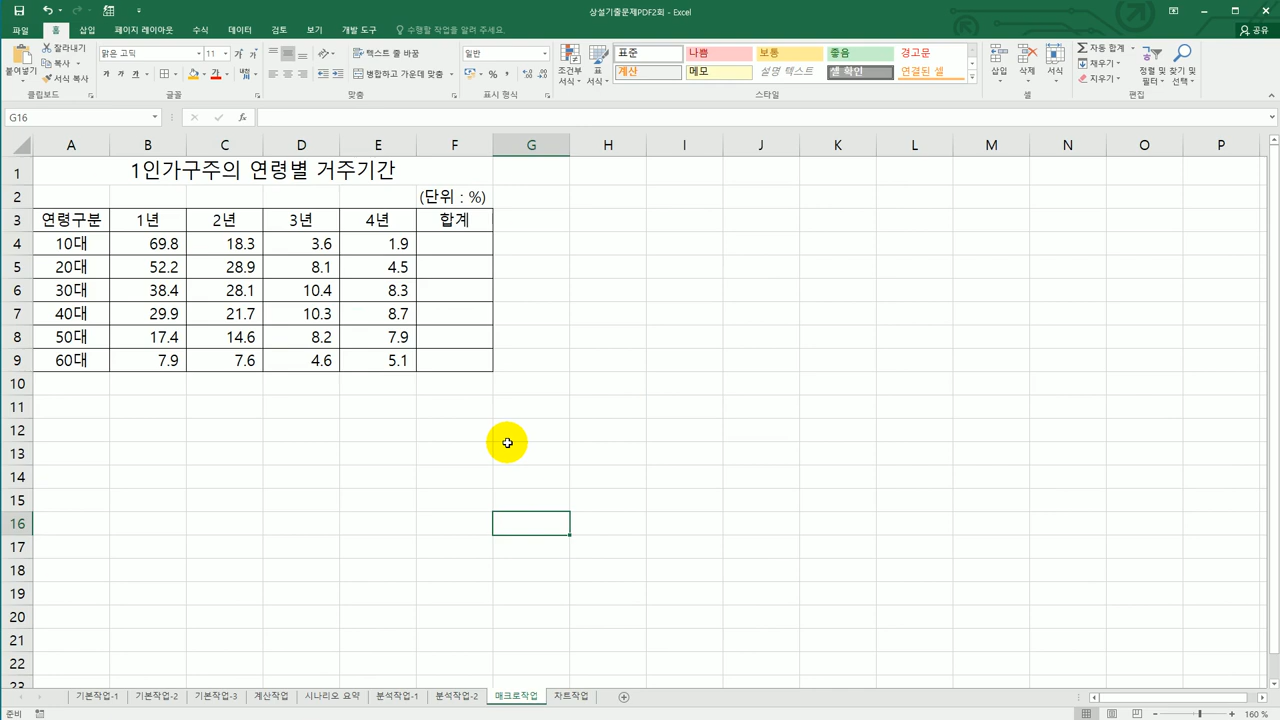 상설기출문제PDF2회 - Excel
파일 홈 삽입 페이지 레이아웃 수식 데이터 검토 보기 개발 도구 수행할 작업을 알려 주세요. 공유
붙여넣기 잘라내기 복사 서식 복사 클립보드
맑은 고딕 11 가 가 가 가 글꼴
텍스트 줄 바꿈 병합하고 가운데 맞춤 맞춤
일반 % 표시 형식
조건부 서식 표 서식
표준 나쁨 보통 좋음 경고문
계산 메모 설명 텍스트 셀 확인 연결된 셀
스타일
삽입 삭제 서식 셀
자동 합계 채우기 지우기 정렬 및 필터 찾기 및 선택 편집
G16 fx
A B C D E F G H I J K L M N O P
1 1인가구주의 연령별 거주기간
2 (단위 : %)
3 연령구분 1년 2년 3년 4년 합계
4 10대 69.8 18.3 3.6 1.9
5 20대 52.2 28.9 8.1 4.5
6 30대 38.4 28.1 10.4 8.3
7 40대 29.9 21.7 10.3 8.7
8 50대 17.4 14.6 8.2 7.9
9 60대 7.9 7.6 4.6 5.1
10
11
12
13
14
15
16
17
18
19
20
21
22
23
기본작업-1 기본작업-2 기본작업-3 계산작업 시나리오 요약 분석작업-1 분석작업-2 매크로작업 차트작업
준비 160 %